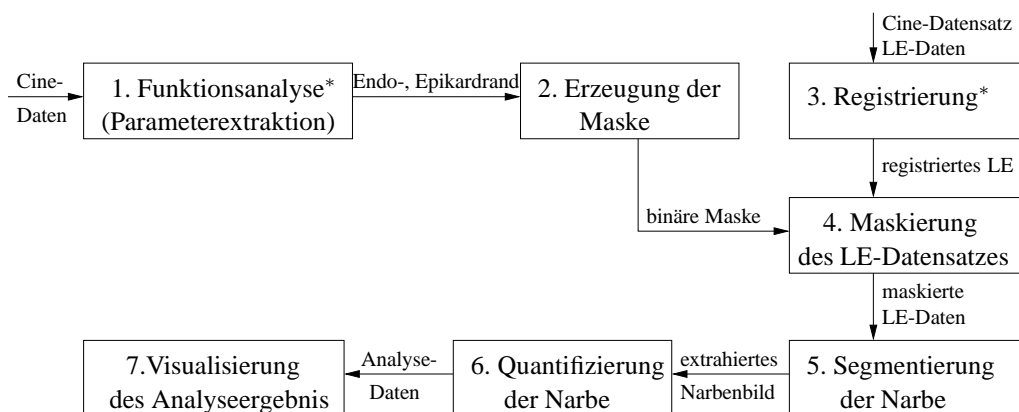 Cine-
Daten
1. Funktionsanalyse*
(Parameterextraktion)
Endo-, Epikardrand
2. Erzeugung der
Maske
Cine-Datensatz
LE-Daten
3. Registrierung*
registriertes LE
binäre Maske
4. Maskierung
des LE-Datensatzes
maskierte
LE-Daten
5. Segmentierung
der Narbe
extrahiertes
Narbenbild
6. Quantifizierung
der Narbe
Analyse-
Daten
7.Visualisierung
des Analyseergebnis